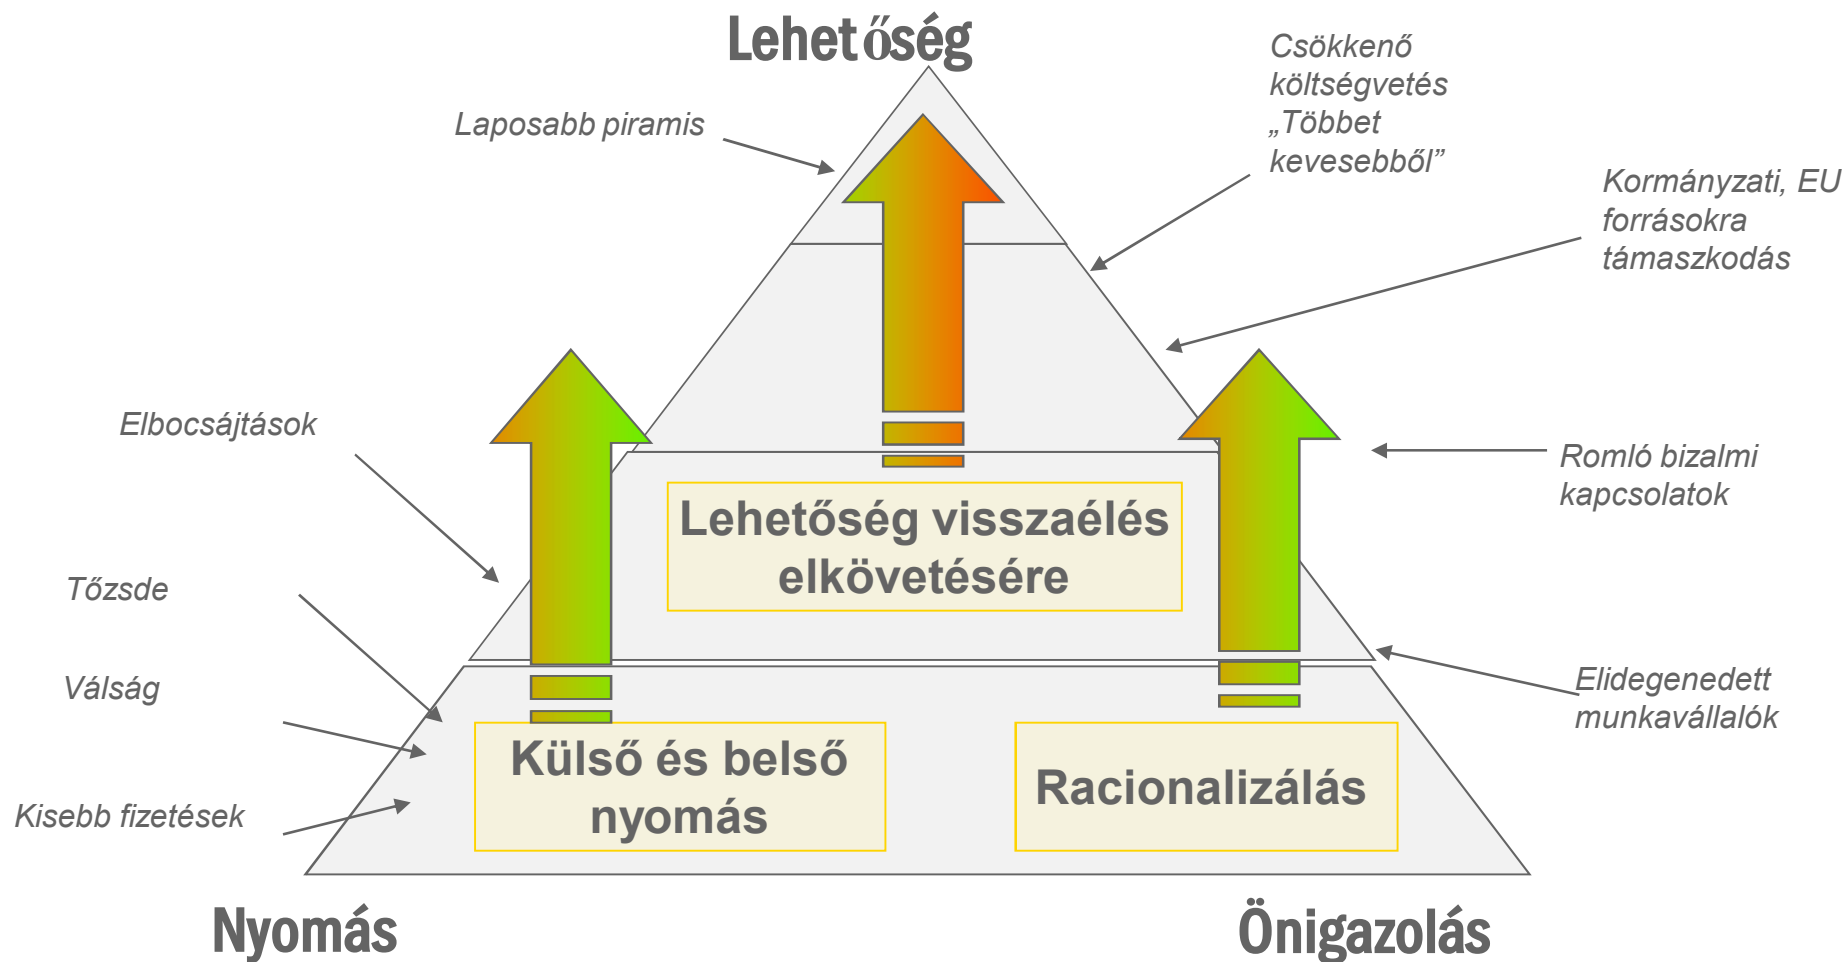 Lehetőség
Laposabb piramis
Csökkenő
költségvetés
„Többet
kevesebből”
Kormányzati, EU
forrásokra
támaszkodás
Elbocsájtások
Romló bizalmi
kapcsolatok
Lehetőség visszaélés
elkövetésére
Tőzsde
Válság
Elidegenedett
munkavállalók
Külső és belső
nyomás
Racionalizálás
Kisebb fizetések
Nyomás
Önigazolás